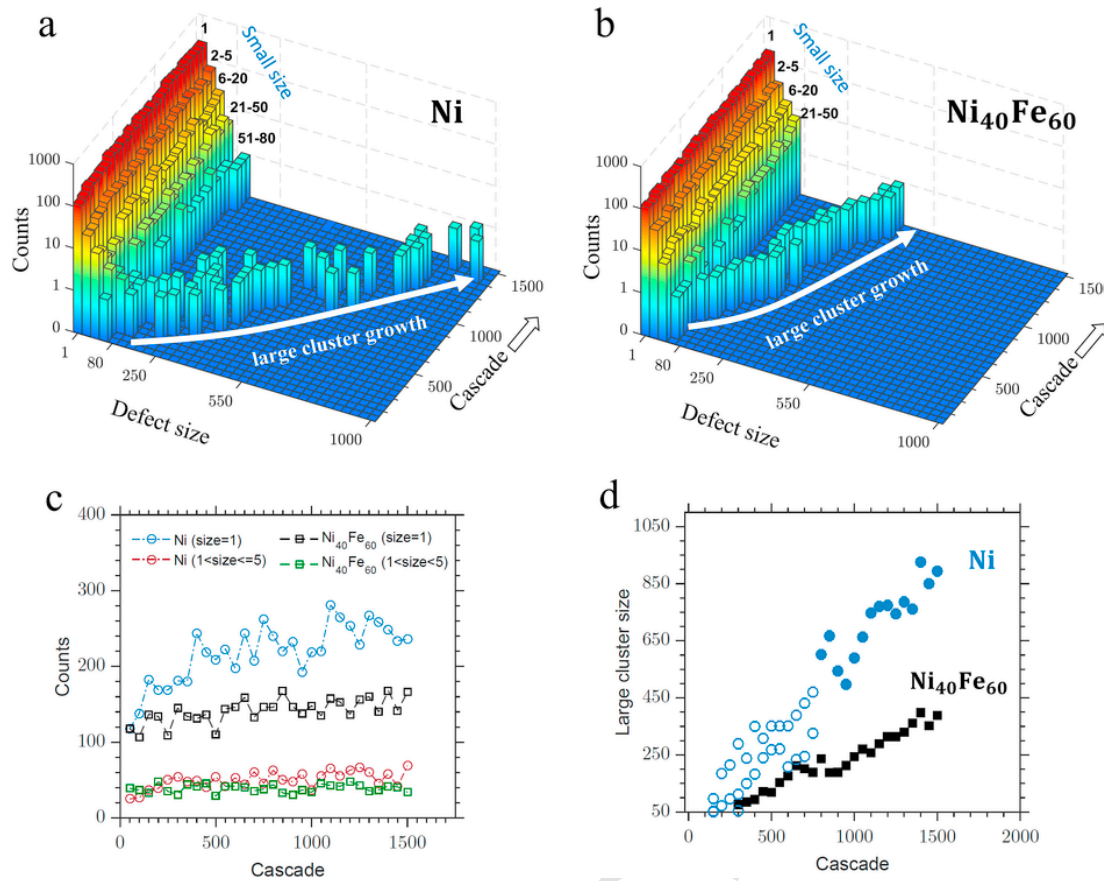 a
1
2-5
6-20
21-50
51-80
Small size
Ni
1000
100
10
1
0
Counts
1
80
250
550
1000
Defect size
500
1000
1500
Cascade
large cluster growth
b
1
2-5
6-20
21-50
Small size
Ni40Fe60
1000
100
10
1
0
Counts
1
80
250
550
1000
Defect size
500
1000
1500
Cascade
large cluster growth
c
400
300
200
100
0
Counts
Ni (size=1)
Ni (1<size<=5)
Ni40Fe60 (size=1)
Ni40Fe60 (1<size<5)
0
500
1000
1500
Cascade
d
1050
850
650
450
250
50
Large cluster size
Ni
Ni40Fe60
0
500
1000
1500
2000
Cascade